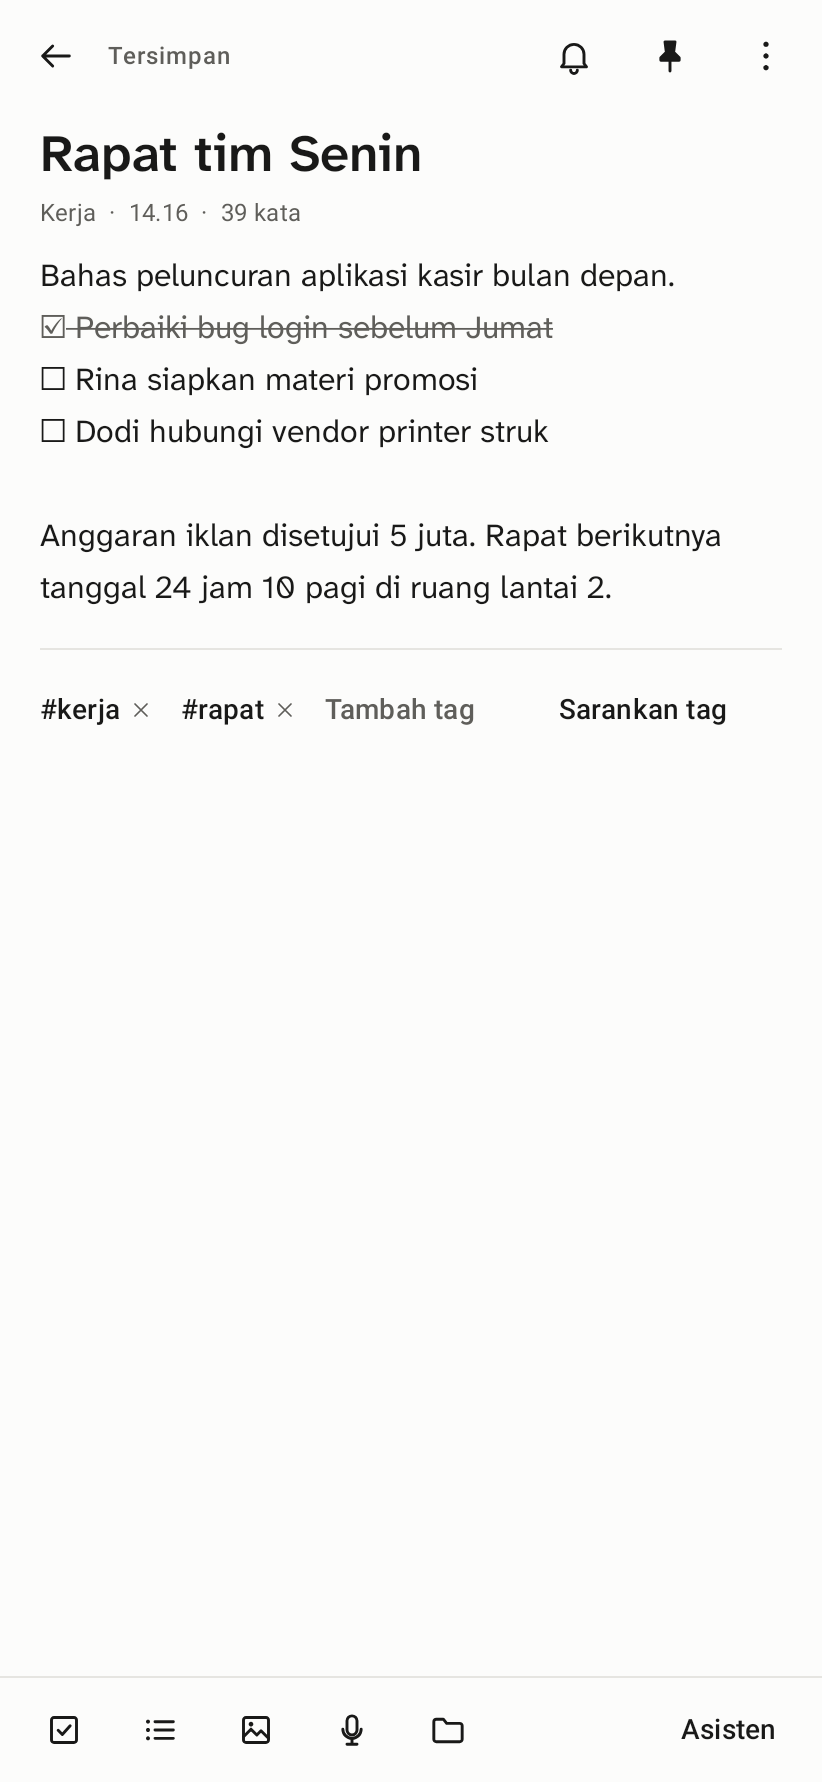 Tersimpan
Rapat tim Senin
Kerja · 14.16 · 39 kata
Bahas peluncuran aplikasi kasir bulan depan.
☑ Perbaiki bug login sebelum Jumat
☐ Rina siapkan materi promosi
☐ Dodi hubungi vendor printer struk
Anggaran iklan disetujui 5 juta. Rapat berikutnya
tanggal 24 jam 10 pagi di ruang lantai 2.
#kerja × #rapat × Tambah tag Sarankan tag
Asisten